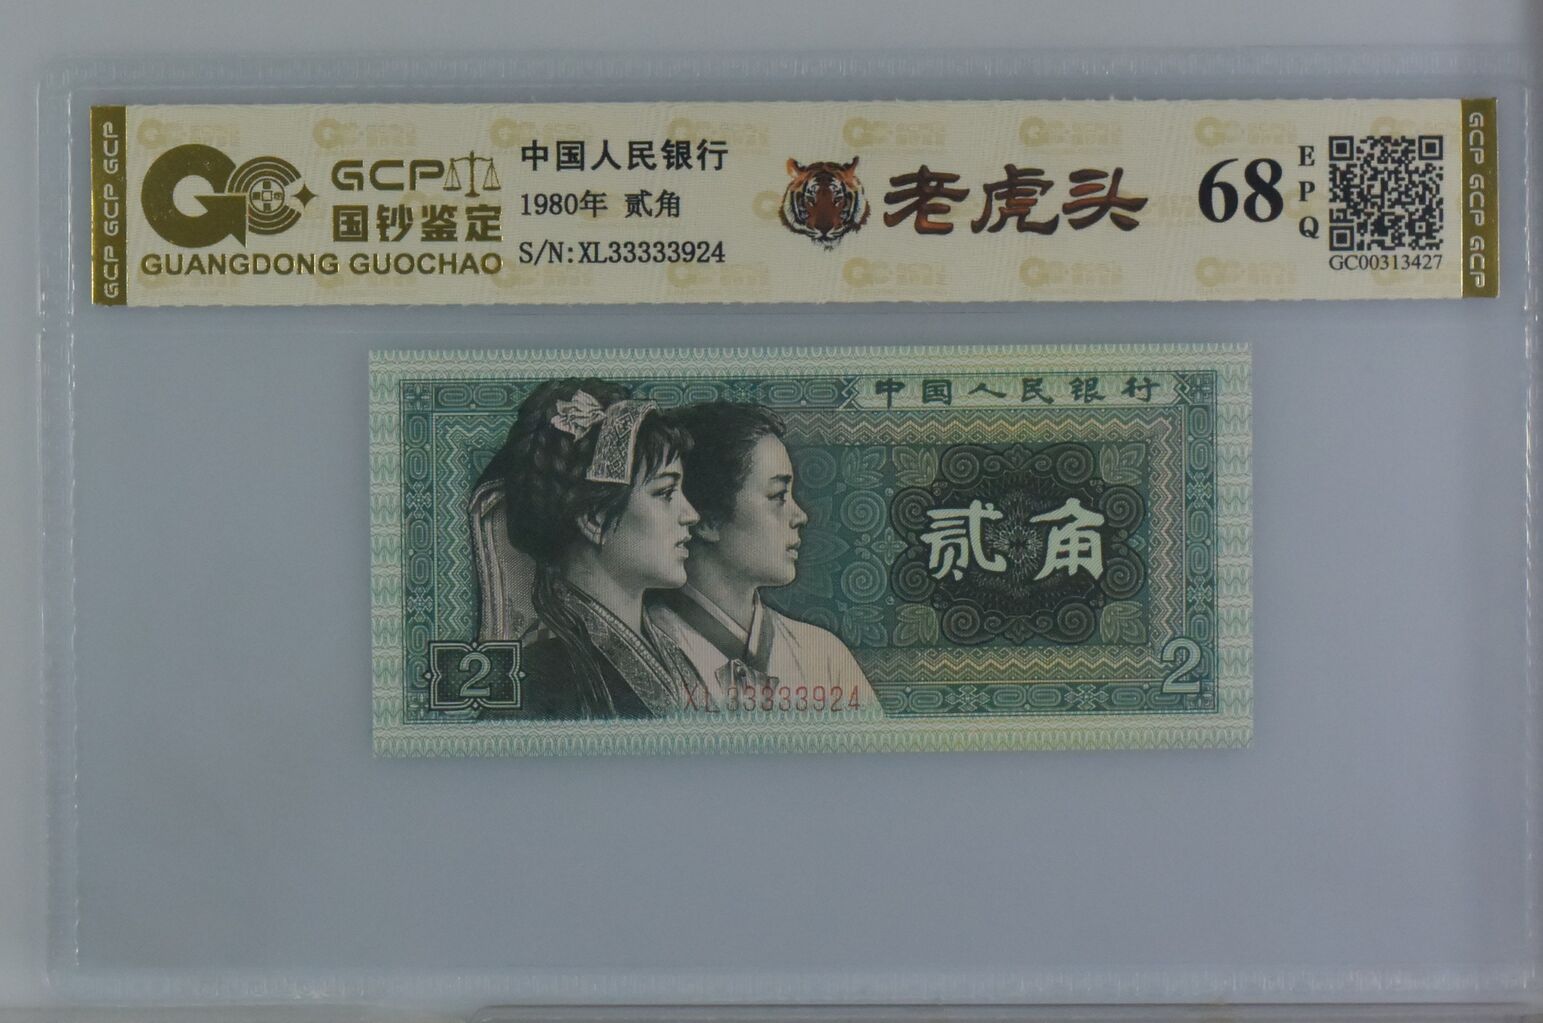 GCP GCP GCP
GCP
国钞鉴定
GUANGDONG GUOCHAO
中国人民银行
1980年 贰角
S/N:XL33333924
老虎头
68
EPQ
GC00313427
GCP GCP GCP
中国人民银行
贰角
2
2
XL33333924